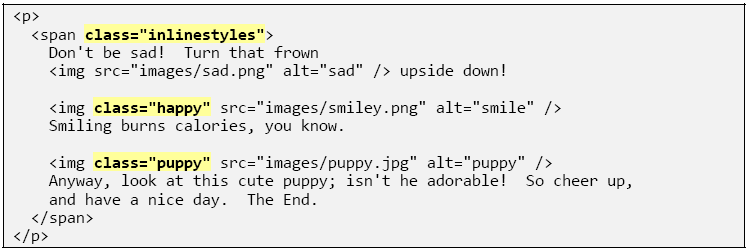 <p>
<span class="inlinestyles">
Don't be sad!  Turn that frown
<img src="images/sad.png" alt="sad" /> upside down!
<img class="happy" src="images/smiley.png" alt="smile" />
Smiling burns calories, you know.
<img class="puppy" src="images/puppy.jpg" alt="puppy" />
Anyway, look at this cute puppy; isn't he adorable!  So cheer up,
and have a nice day.  The End.
</span>
</p>